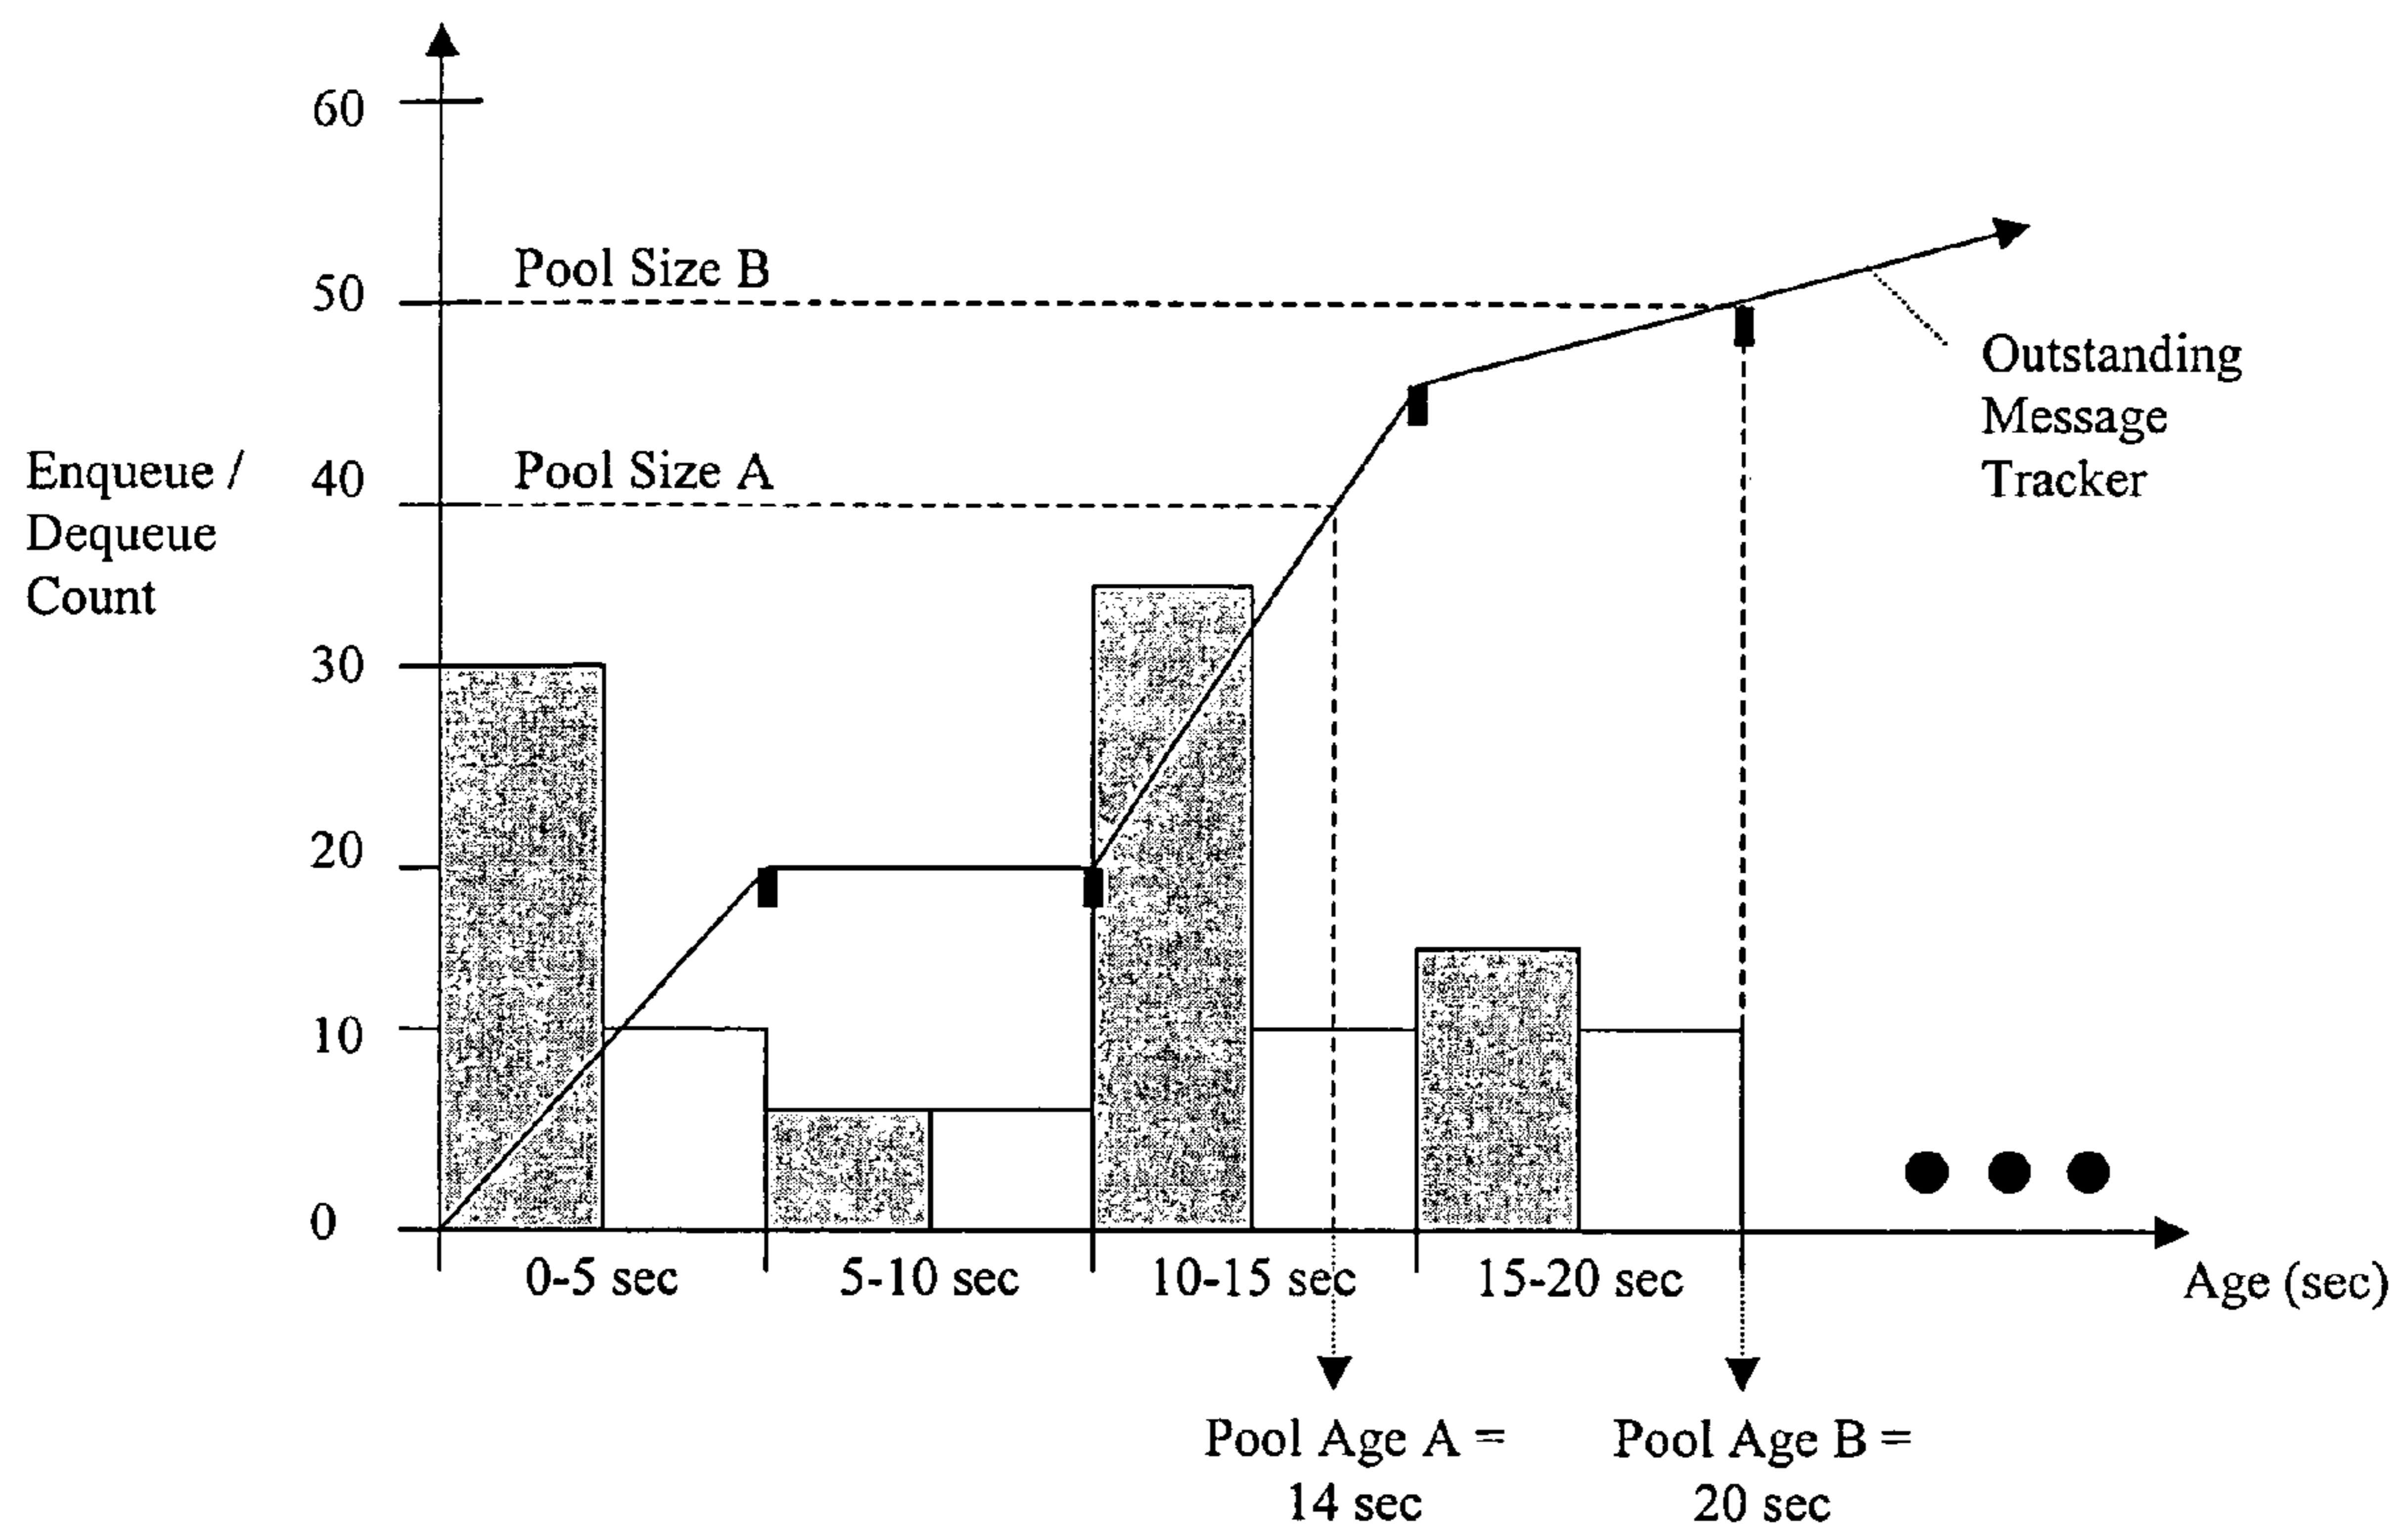 60
Pool Size B
50
Outstanding
Message
Tracker
Pool Size A
40
Enqueue /
Dequeue
Count
30
20
10
0
0-5 sec
5-10 sec
10-15 sec
15-20 sec
Age (sec)
Pool Age A =
14 sec
Pool Age B =
20 sec